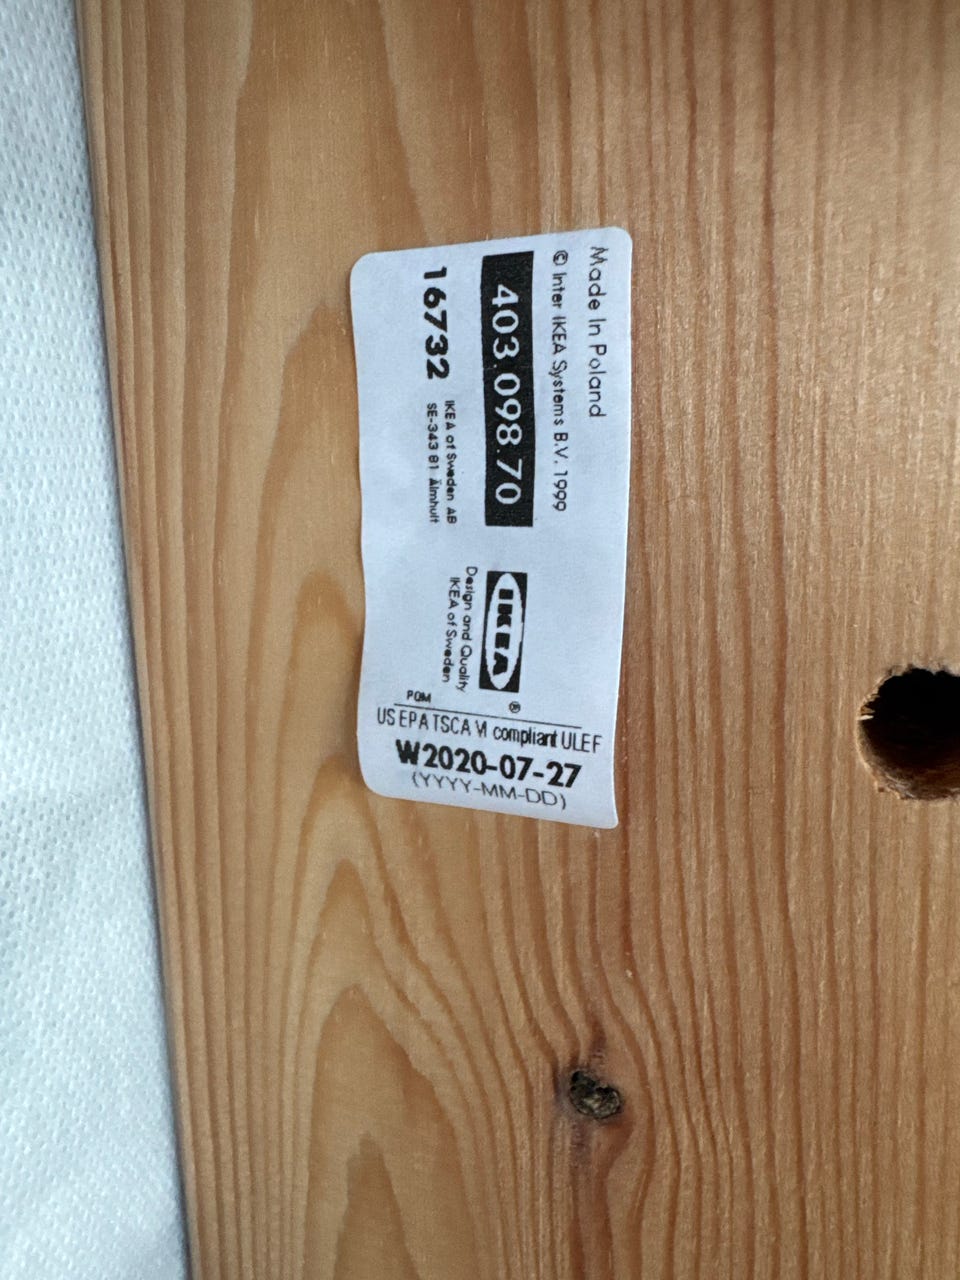 Made In Poland
© Inter IKEA Systems B.V. 1999
403.098.70
16732
IKEA of Sweden AB
SE-343 81 Älmhult
IKEA
®
Design and Quality
IKEA of Sweden
PQM
US EPA TSCA VI compliant ULEF
W2020-07-27
(YYYY-MM-DD)